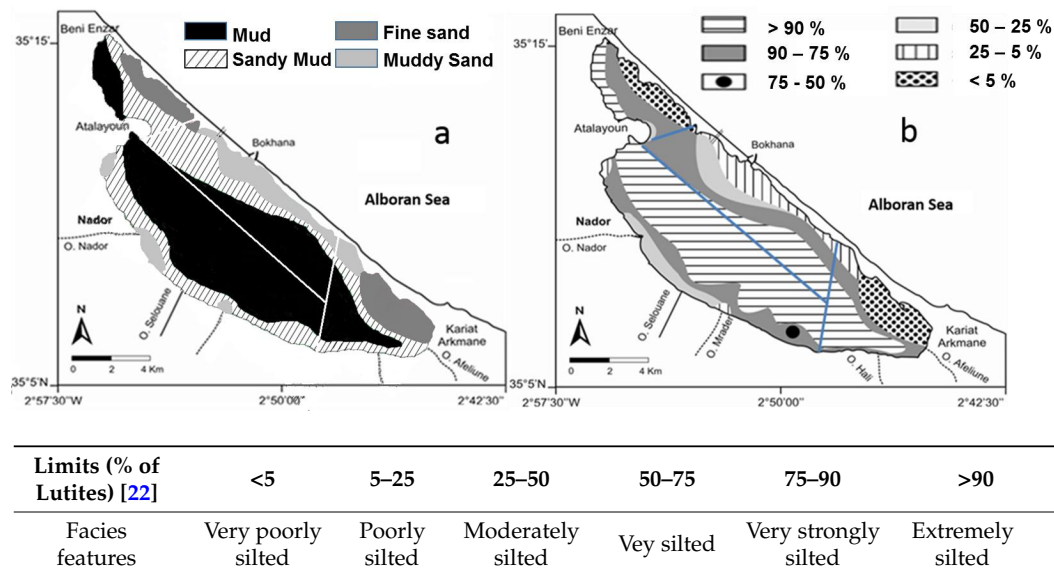 Beni Enzar
35°15'
Mud
Fine sand
Sandy Mud
Muddy Sand
a
Atalayoun
Bokhana
Alboran Sea
Nador
O. Nador
O. Selouane
N
0 2 4 Km
Kariat
Arkmane
O. Afeliune
35°5'N
2°57'30"W
2°50'00"
2°42'30"
Beni Enzar
35°15'
> 90 %
50 – 25 %
90 – 75 %
25 – 5 %
75 - 50 %
< 5 %
b
Atalayoun
Bokhana
Alboran Sea
Nador
O. Nador
O. Selouane
O. Mrader
O. Hali
N
0 2 4 Km
Kariat
Arkmane
O. Afeliune
35°5'N
2°57'30"W
2°50'00"
2°42'30"
Limits (% of
Lutites) [22]
<5
5–25
25–50
50–75
75–90
>90
Facies
features
Very poorly
silted
Poorly
silted
Moderately
silted
Vey silted
Very strongly
silted
Extremely
silted